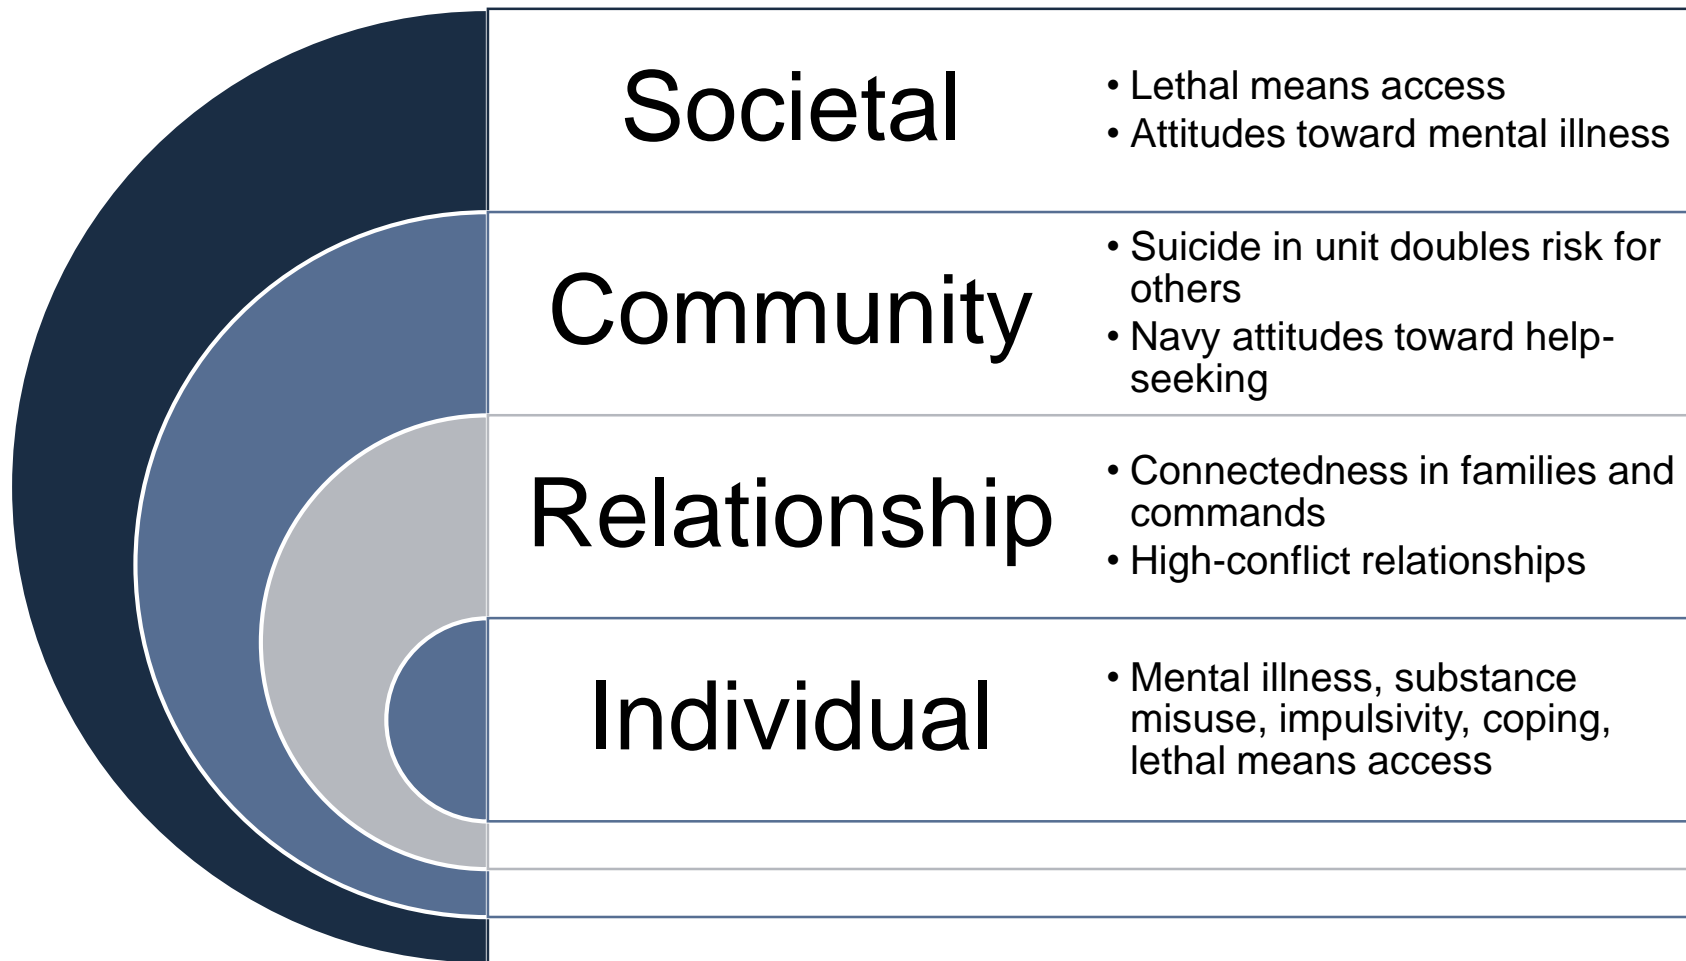 Societal
• Lethal means access
• Attitudes toward mental illness
Community
• Suicide in unit doubles risk for
others
• Navy attitudes toward help-
seeking
Relationship
• Connectedness in families and
commands
• High-conflict relationships
Individual
• Mental illness, substance
misuse, impulsivity, coping,
lethal means access